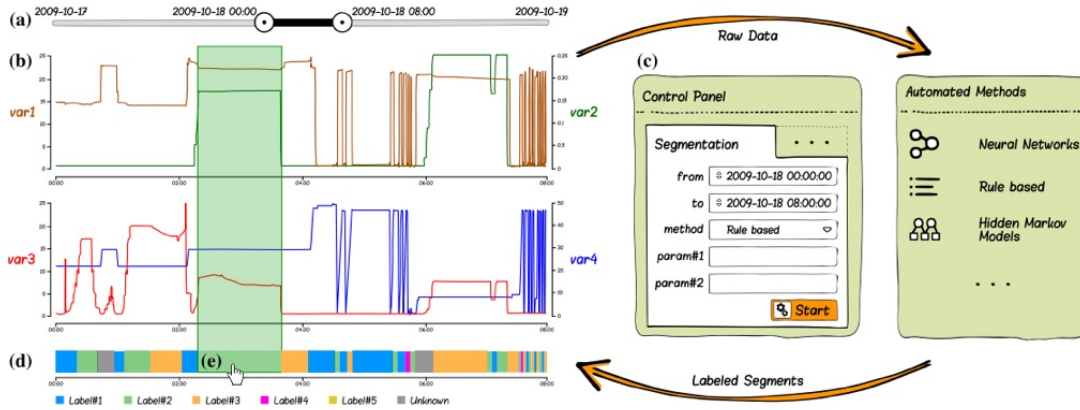 (a)
2009-10-17 2009-10-18 00:00 2009-10-18 08:00 2009-10-19
Raw Data
(b)
25 20 15 10 5 0
var1
0.25 0.20 0.15 0.10 0.5 0
var2
00:00 02:00 04:00 06:00 08:00
25 20 15 10 5 0
var3
50 40 30 20 10 0
var4
00:00 02:00 04:00 06:00 08:00
(c)
Control Panel
Segmentation . . .
from 2009-10-18 00:00:00
to 2009-10-18 08:00:00
method Rule based
param#1
param#2
Start
Automated Methods
Neural Networks
Rule based
Hidden Markov
Models
. . .
(d) (e)
00:00 02:00 04:00 06:00 08:00
Label#1 Label#2 Label#3 Label#4 Label#5 Unknown
Labeled Segments